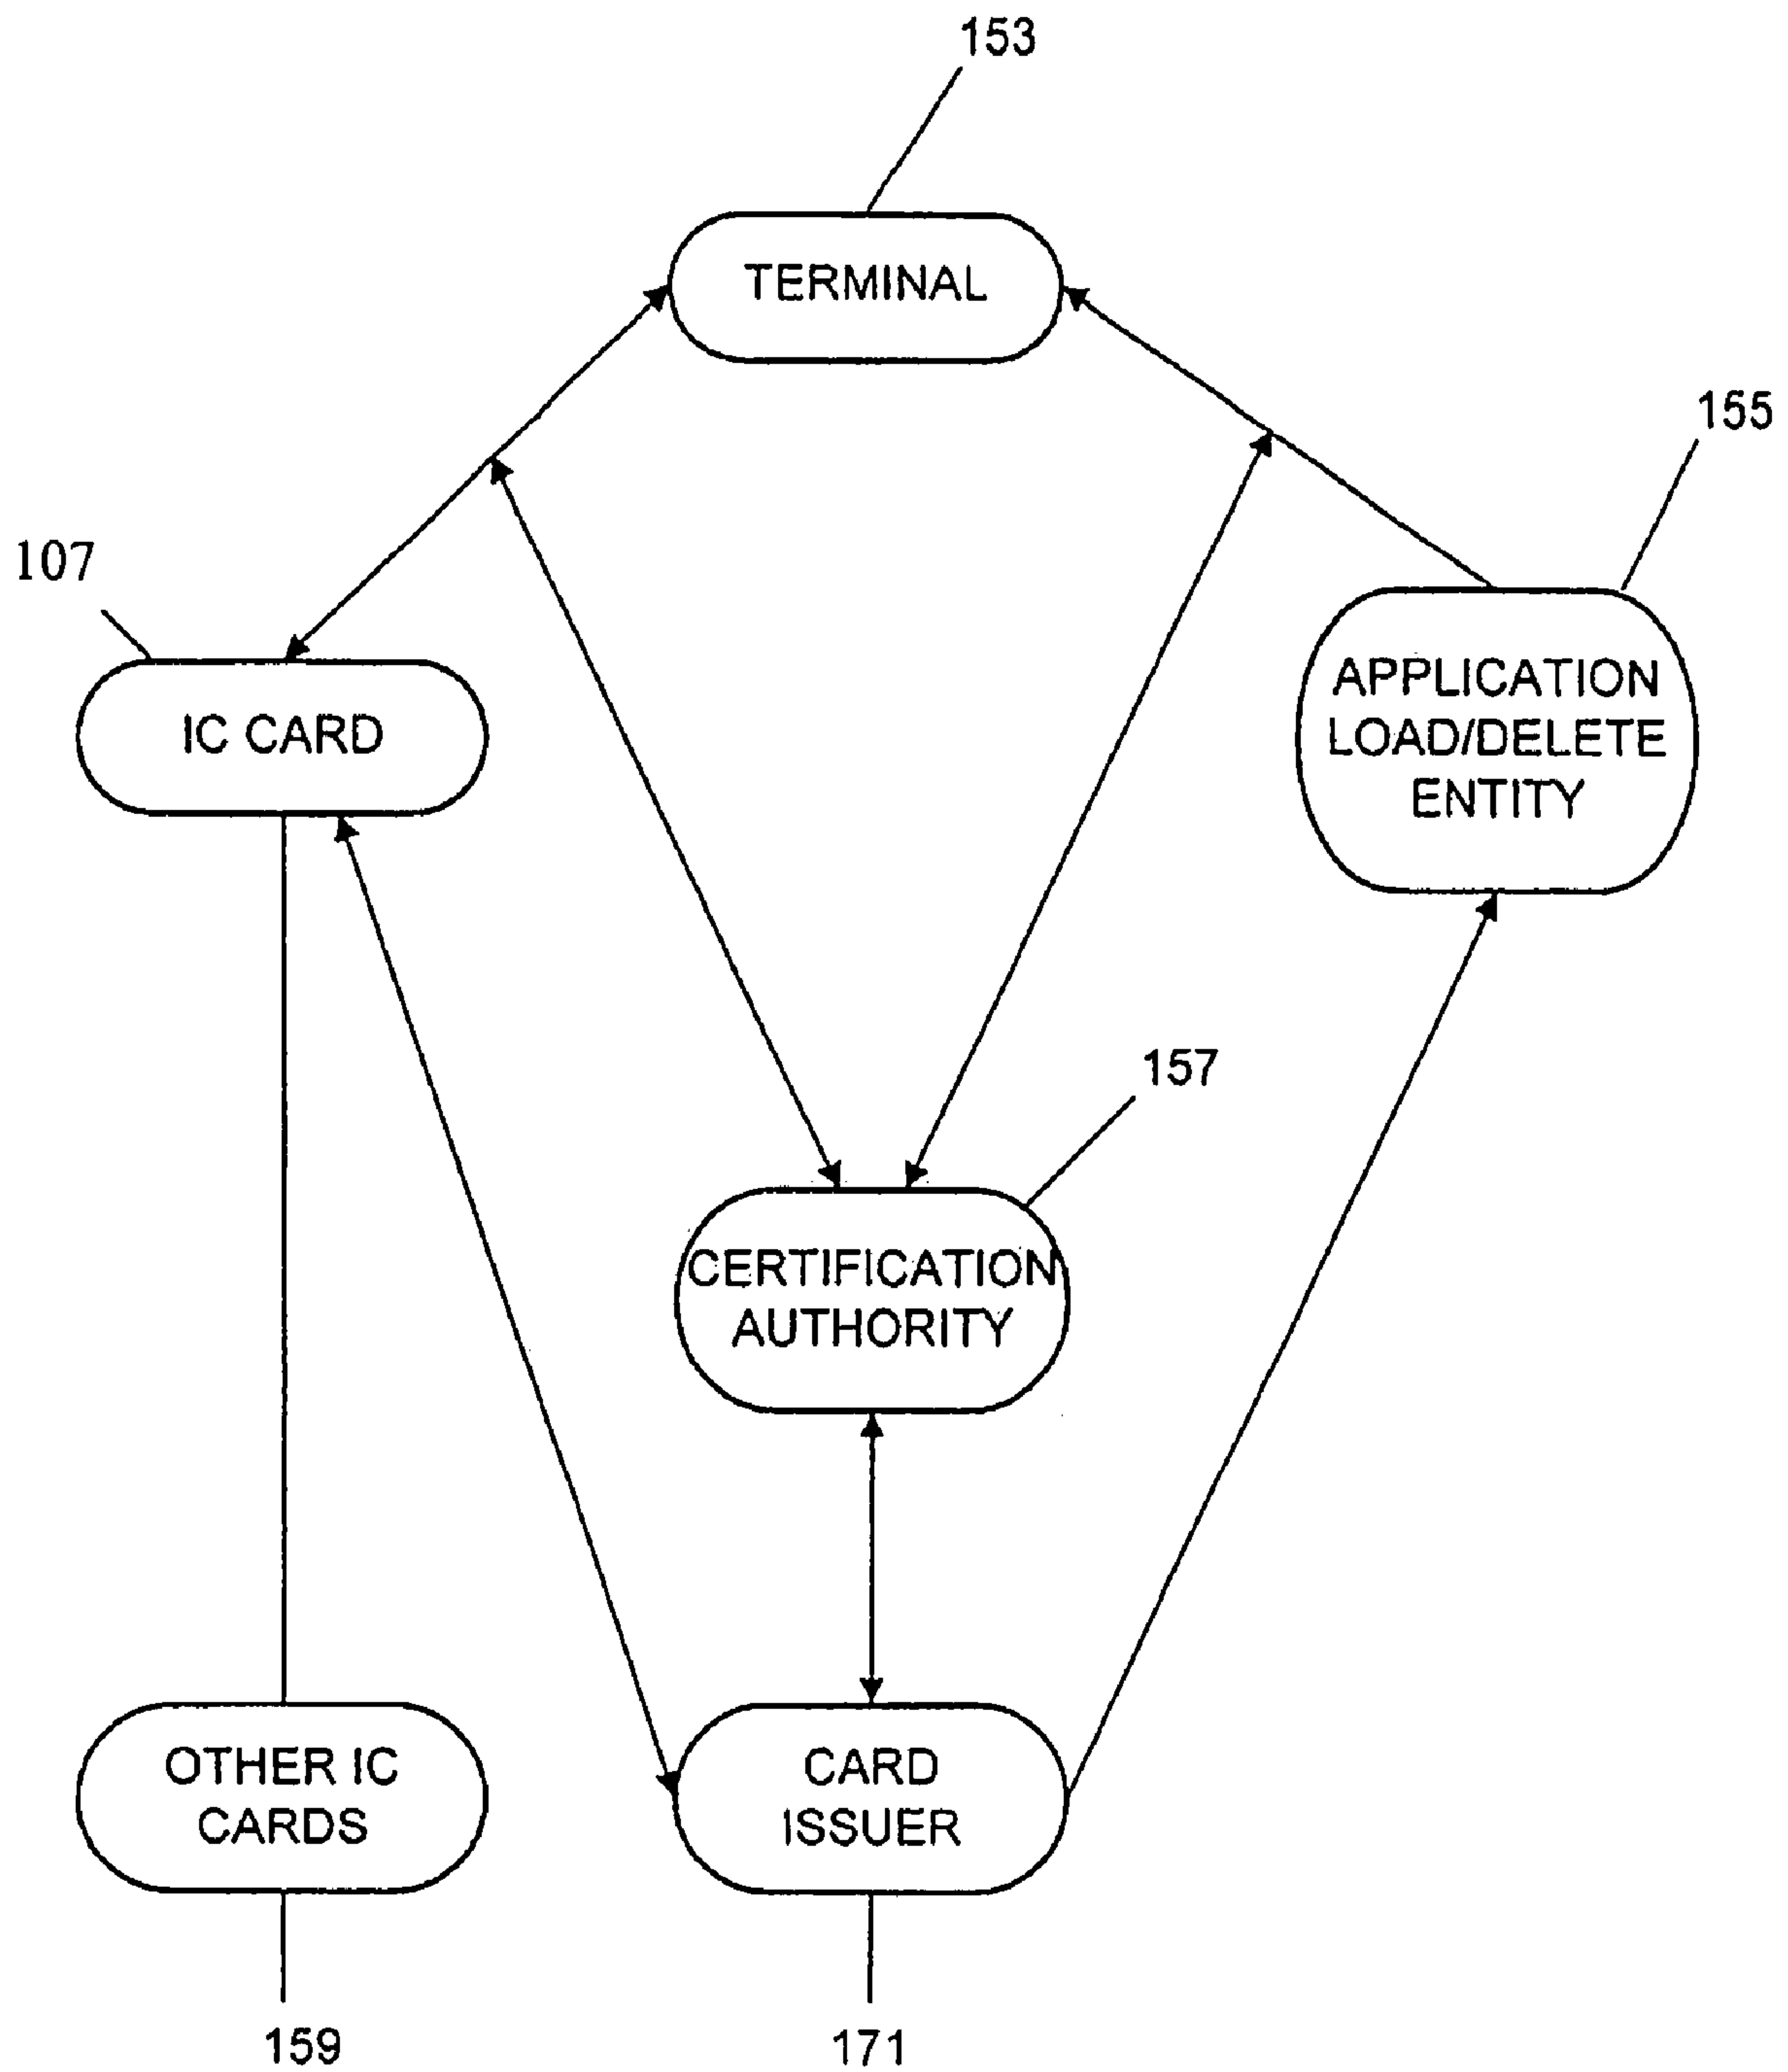 153
TERMINAL
155
107
IC CARD
APPLICATION
LOAD/DELETE
ENTITY
157
CERTIFICATION
AUTHORITY
OTHER IC
CARDS
CARD
ISSUER
159
171